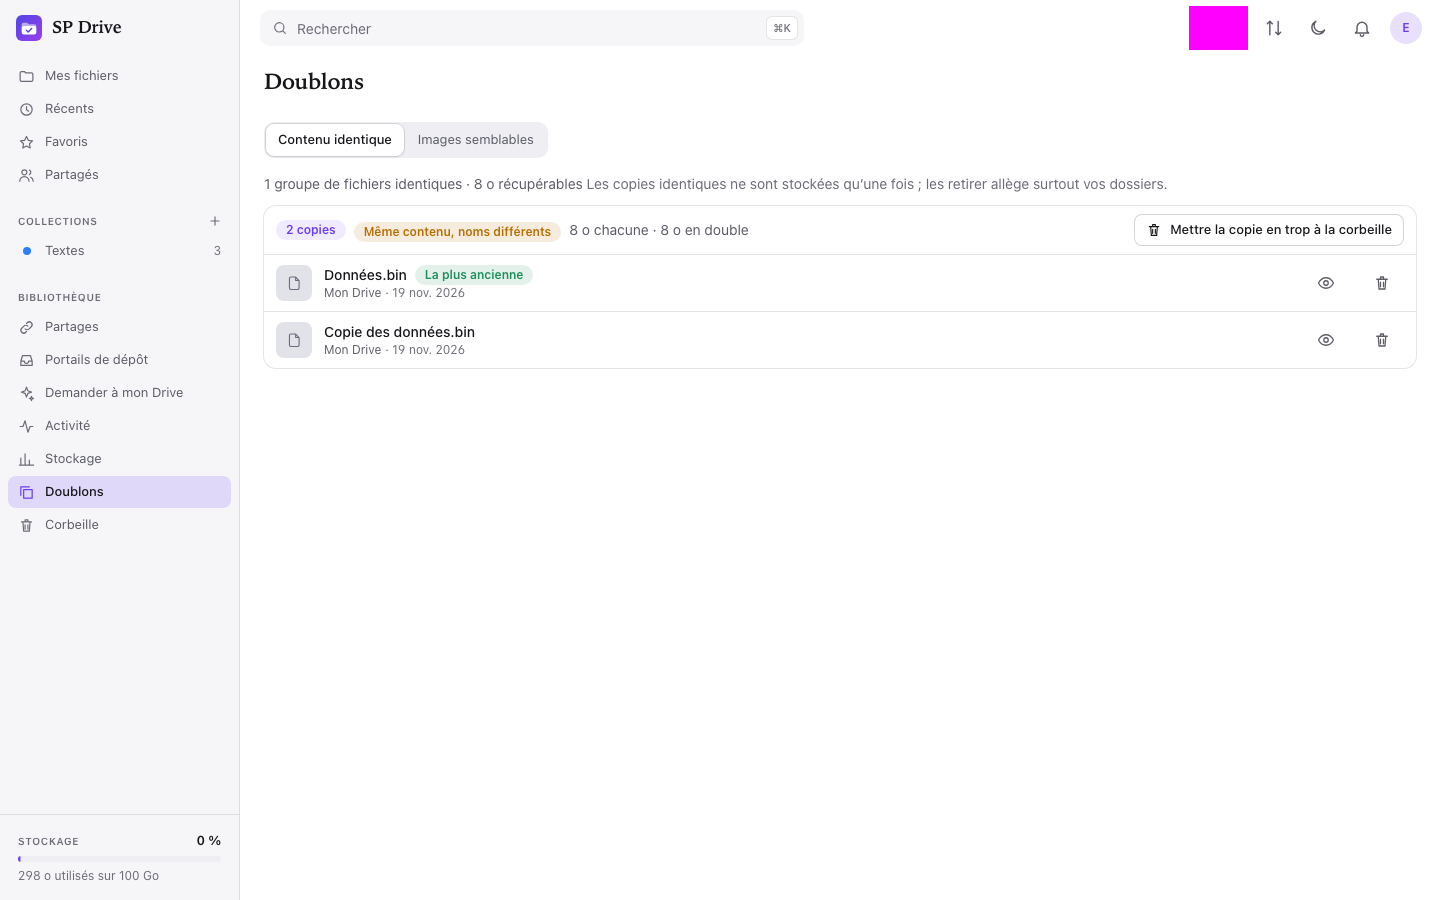 SP Drive
Rechercher
⌘K
E
Mes fichiers
Récents
Favoris
Partagés
COLLECTIONS
Textes
3
BIBLIOTHÈQUE
Partages
Portails de dépôt
Demander à mon Drive
Activité
Stockage
Doublons
Corbeille
STOCKAGE
0 %
298 o utilisés sur 100 Go
Doublons
Contenu identique
Images semblables
1 groupe de fichiers identiques · 8 o récupérables Les copies identiques ne sont stockées qu’une fois ; les retirer allège surtout vos dossiers.
2 copies
Même contenu, noms différents
8 o chacune · 8 o en double
Mettre la copie en trop à la corbeille
Données.bin
La plus ancienne
Mon Drive · 19 nov. 2026
Copie des données.bin
Mon Drive · 19 nov. 2026